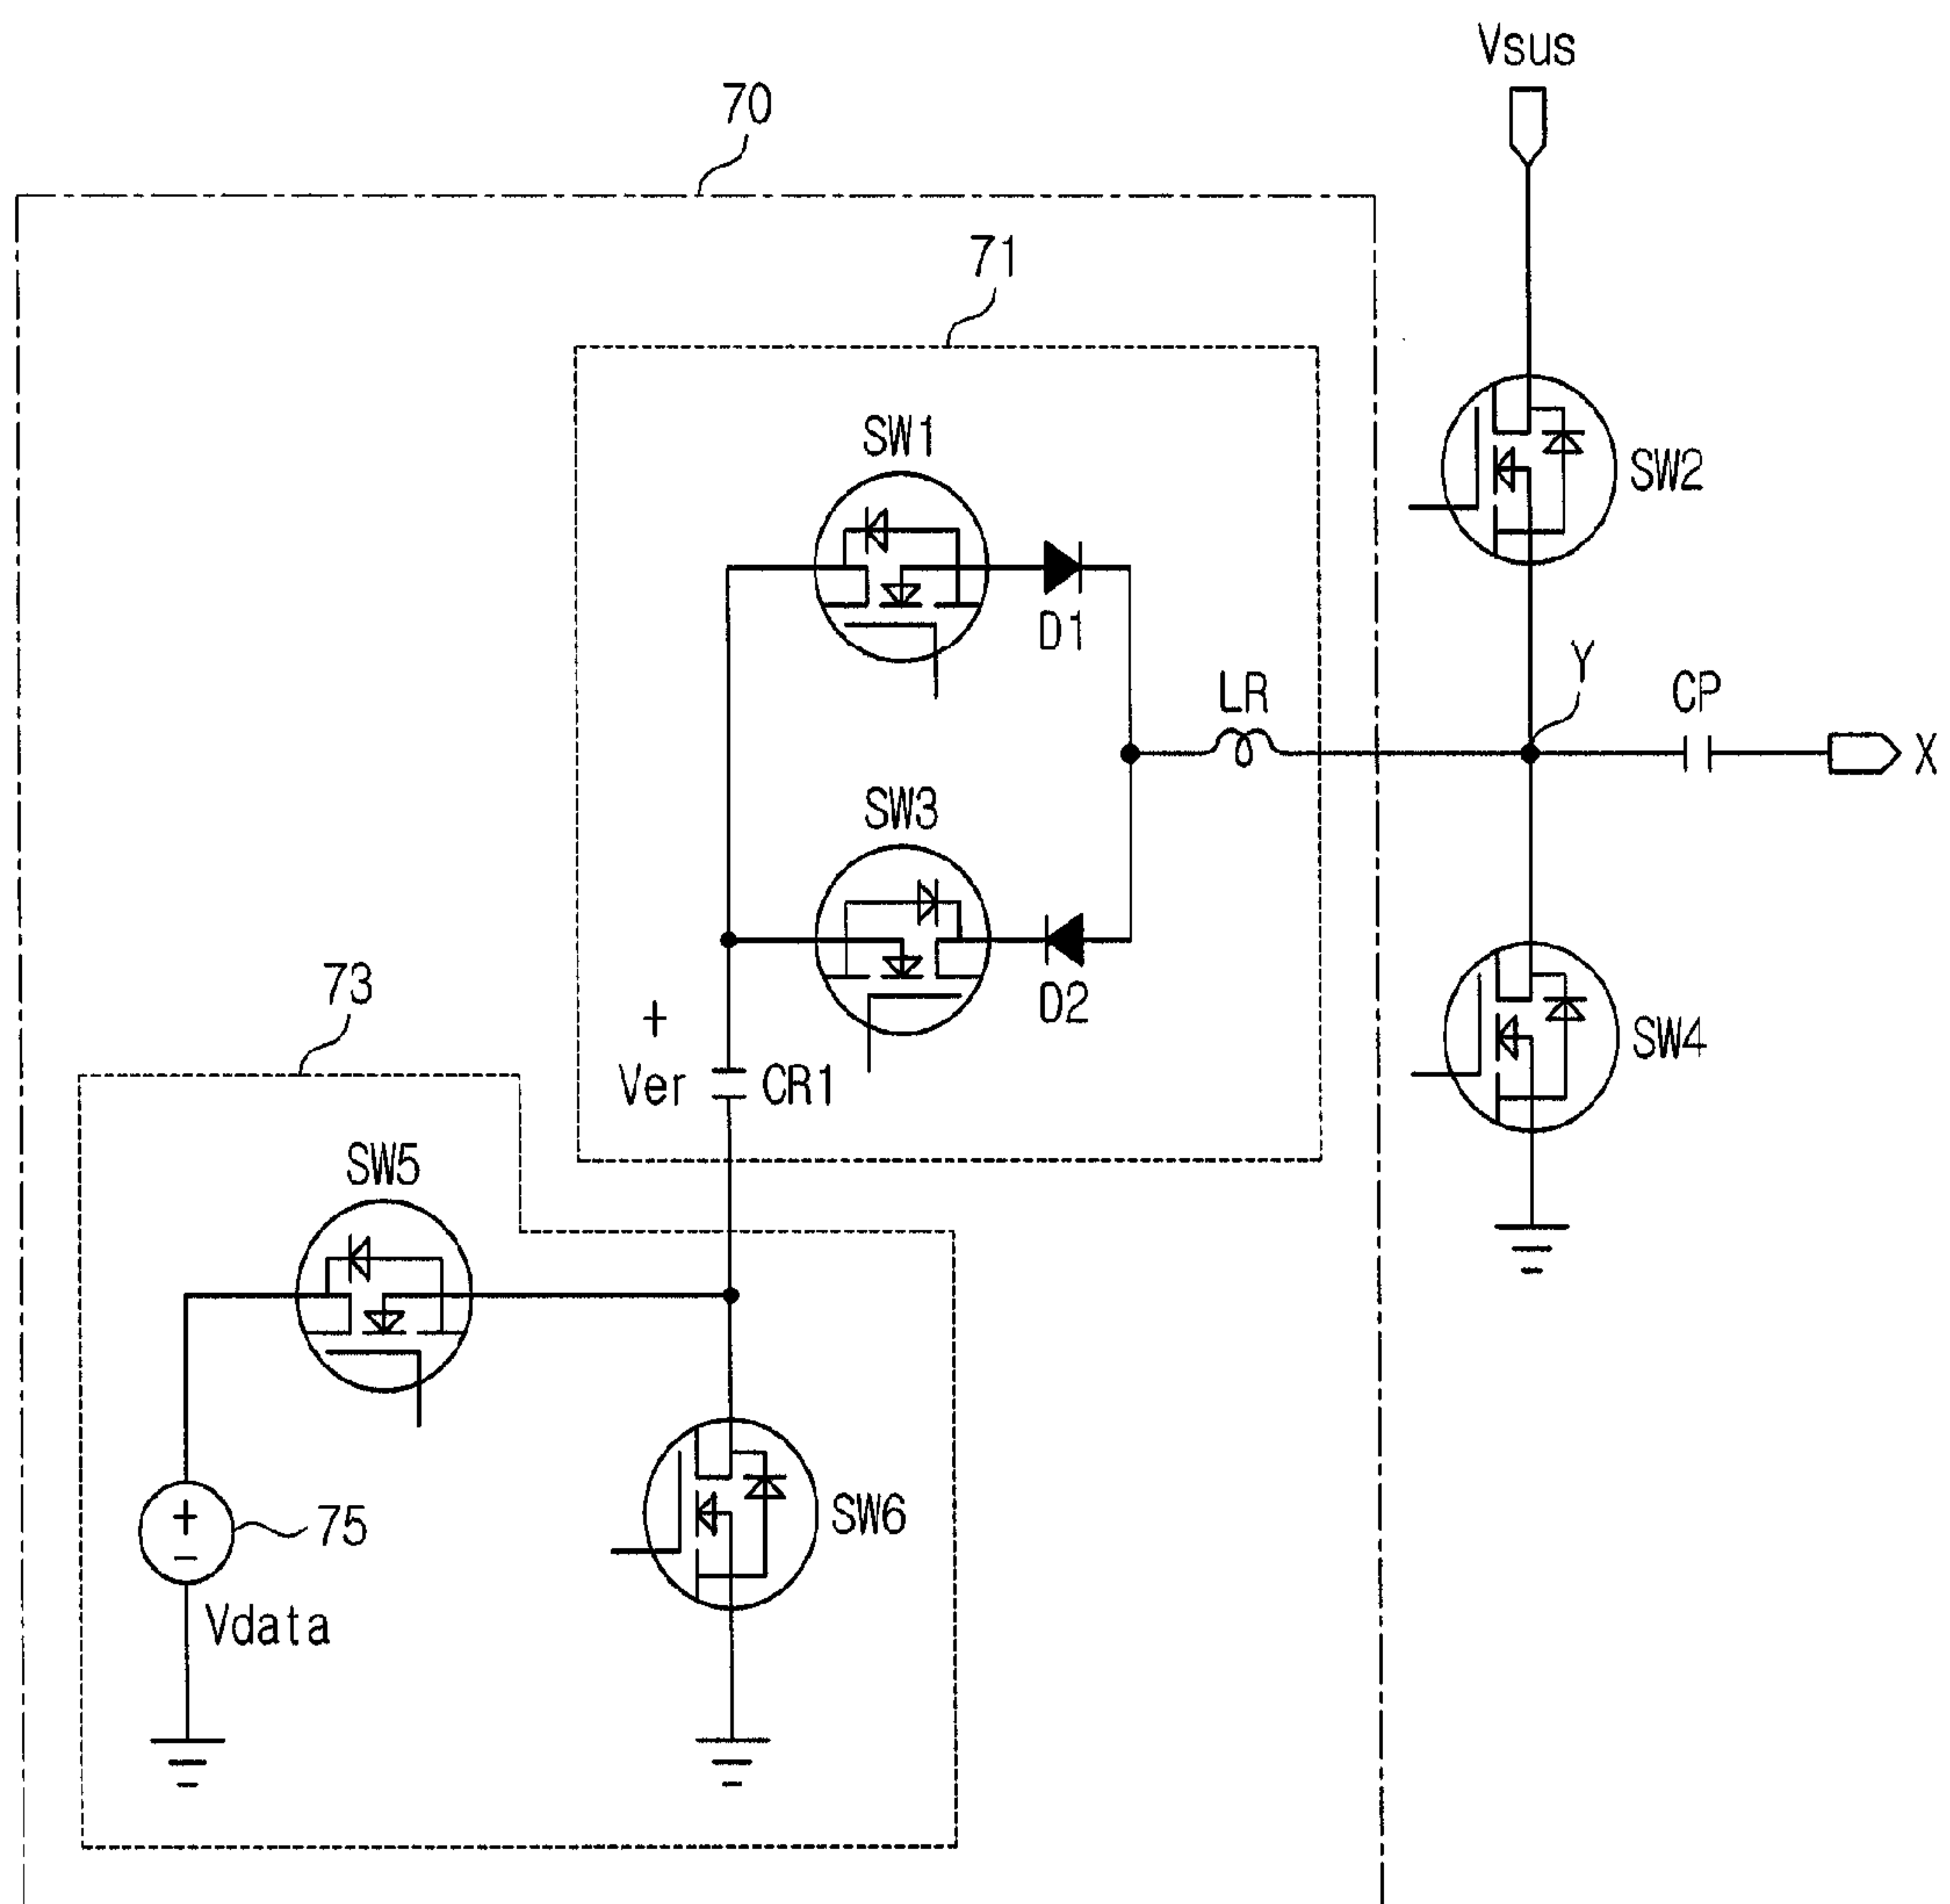 Vsus
70
71
SW1
SW2
D1
Y
LR
CP
X
SW3
73
D2
+
SW4
Ver
CR1
SW5
+
75
SW6
−
Vdata